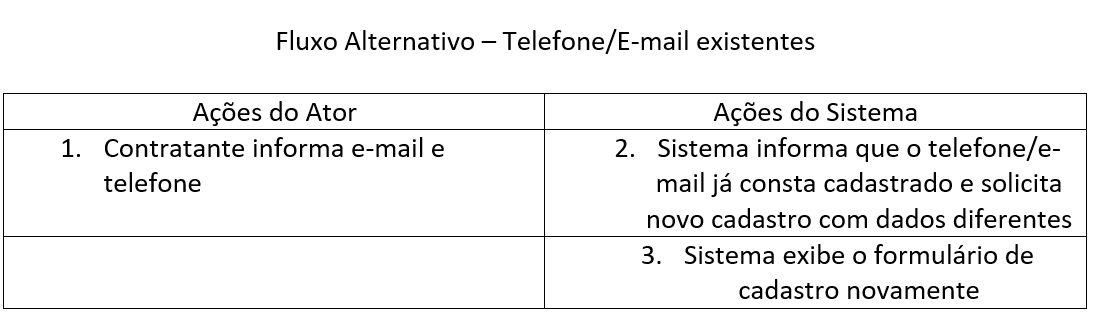 Fluxo Alternativo – Telefone/E-mail existentes
Ações do Ator
Ações do Sistema
1. Contratante informa e-mail e
telefone
2. Sistema informa que o telefone/e-
mail já consta cadastrado e solicita
novo cadastro com dados diferentes
3. Sistema exibe o formulário de
cadastro novamente